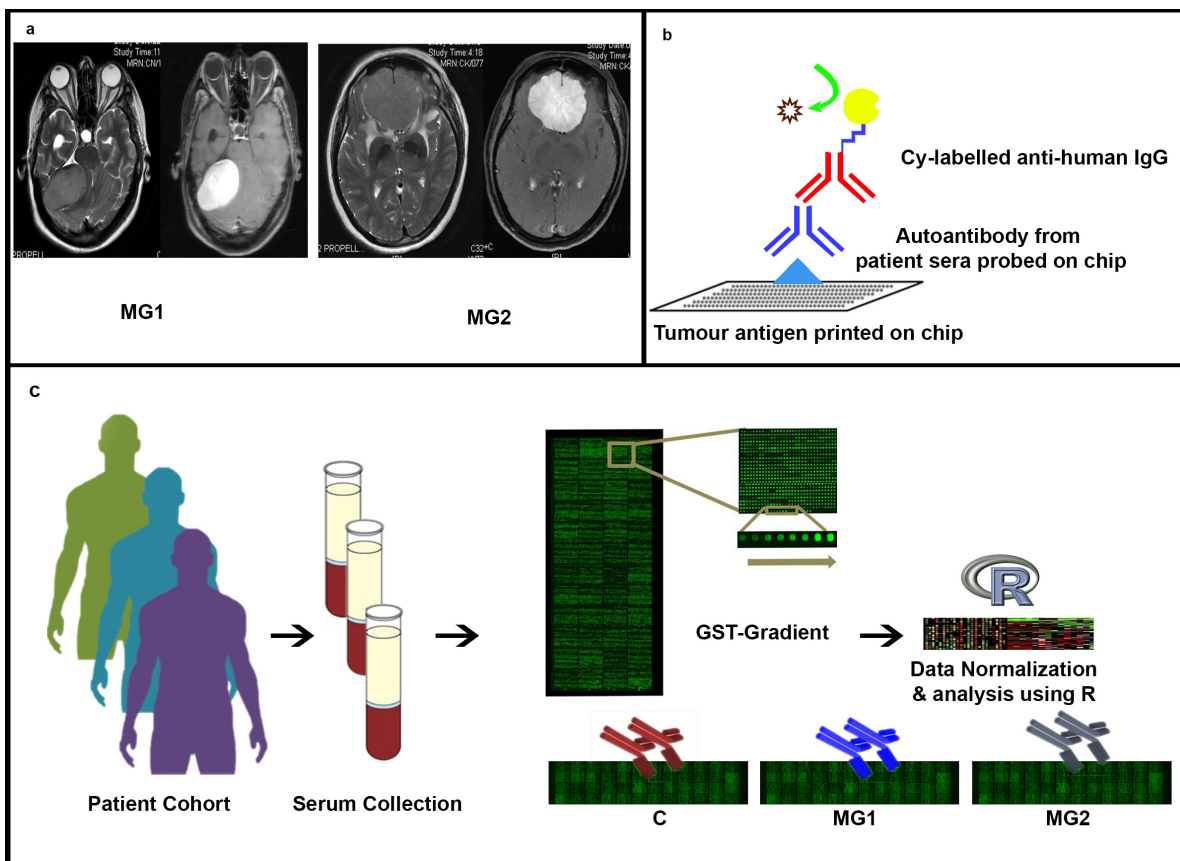 a
Study Time:11
MRN:CN/1
PROPELL...
MG1
Study Time:4:18
MRN:CK/077
2 PROPELL...
C32+C
MG2
b
Cy-labelled anti-human IgG
Autoantibody from
patient sera probed on chip
Tumour antigen printed on chip
c
Patient Cohort
Serum Collection
GST-Gradient
R
Data Normalization
& analysis using R
C
MG1
MG2